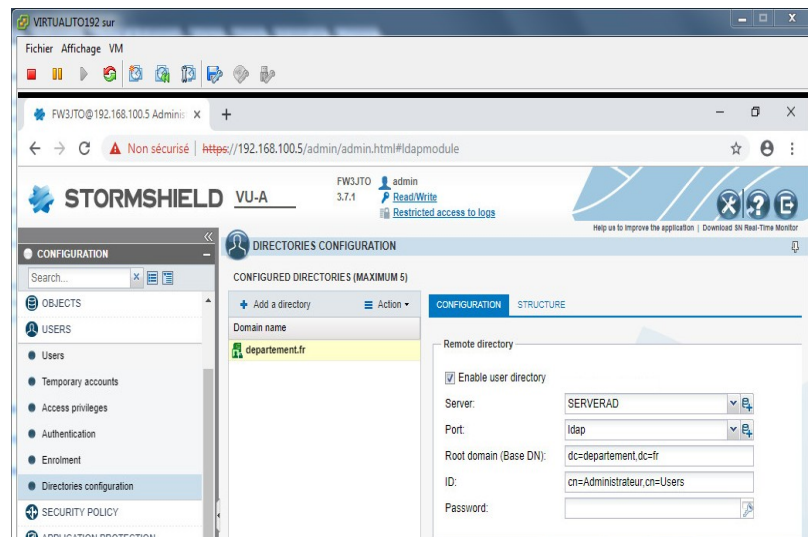 VIRTUALJTO192 sur
Fichier Affichage VM
FW3JTO@192.168.100.5 Adminis
Non sécurisé | https://192.168.100.5/admin/admin.html#ldapmodule
STORMSHIELD VU-A
FW3JTO admin
3.7.1 Read/Write
Restricted access to logs
Help us to improve the application | Download SN Real-Time Monitor
CONFIGURATION
DIRECTORIES CONFIGURATION
Search...
CONFIGURED DIRECTORIES (MAXIMUM 5)
OBJECTS
Add a directory Action
CONFIGURATION STRUCTURE
USERS
Domain name
Users
departement.fr
Remote directory
Temporary accounts
Enable user directory
Access privileges
Server: SERVERAD
Authentication
Port: ldap
Enrolment
Root domain (Base DN): dc=departement,dc=fr
Directories configuration
ID: cn=Administrateur,cn=Users
SECURITY POLICY
Password:
APPLICATION PROTECTION